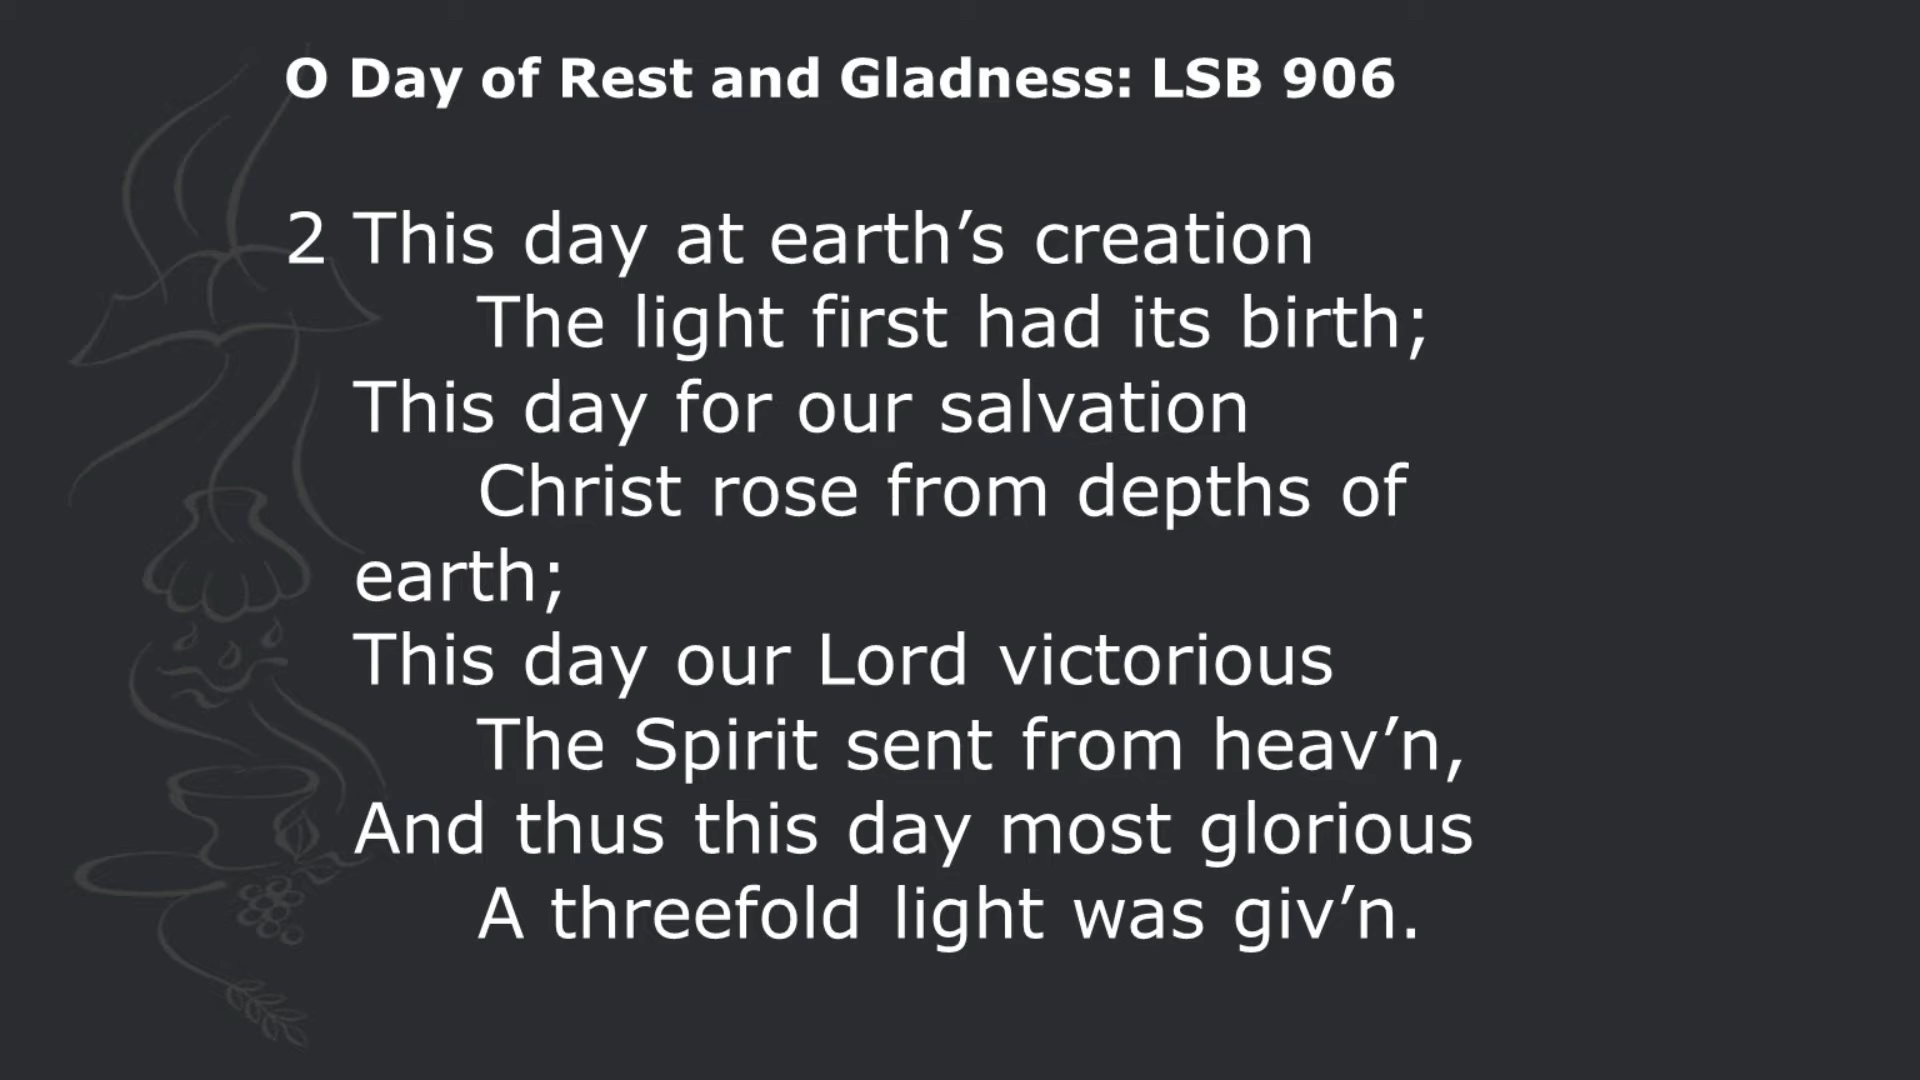 O Day of Rest and Gladness: LSB 906
2 This day at earth’s creation
The light first had its birth;
This day for our salvation
Christ rose from depths of
earth;
This day our Lord victorious
The Spirit sent from heav’n,
And thus this day most glorious
A threefold light was giv’n.